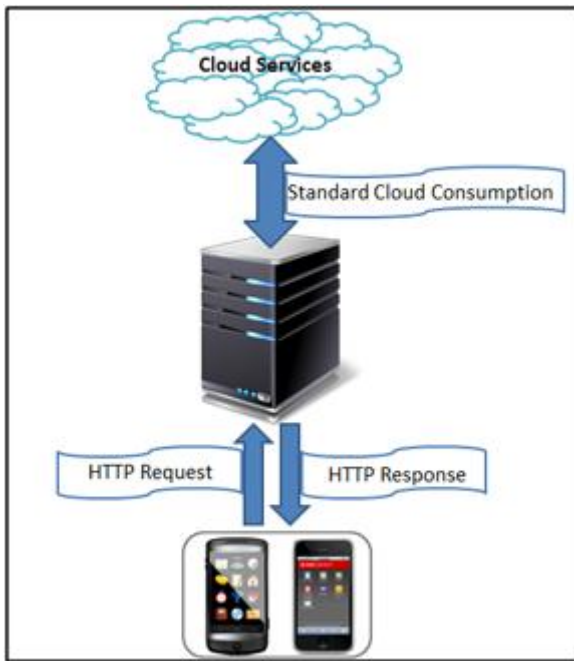 Cloud Services
Standard Cloud Consumption
HTTP Request
HTTP Response